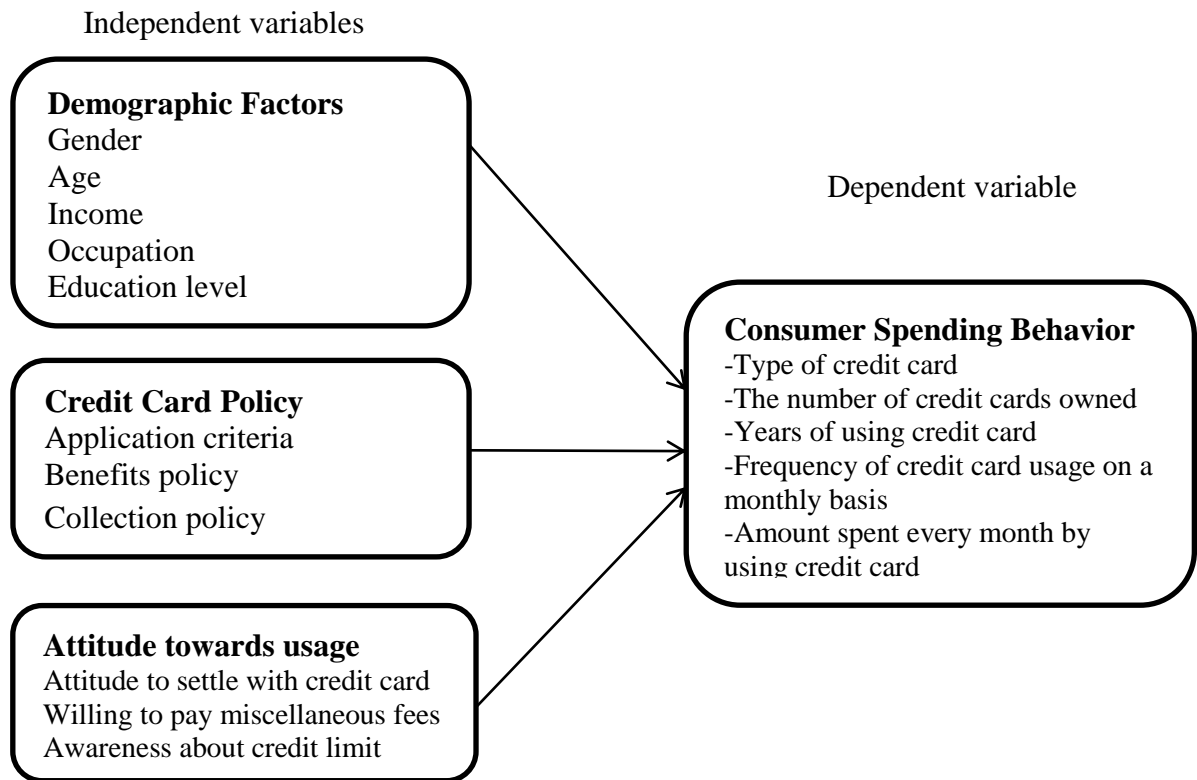 Independent variables
Demographic Factors
Gender
Age
Income
Occupation
Education level
Credit Card Policy
Application criteria
Benefits policy
Collection policy
Attitude towards usage
Attitude to settle with credit card
Willing to pay miscellaneous fees
Awareness about credit limit
Dependent variable
Consumer Spending Behavior
-Type of credit card
-The number of credit cards owned
-Years of using credit card
-Frequency of credit card usage on a
monthly basis
-Amount spent every month by
using credit card